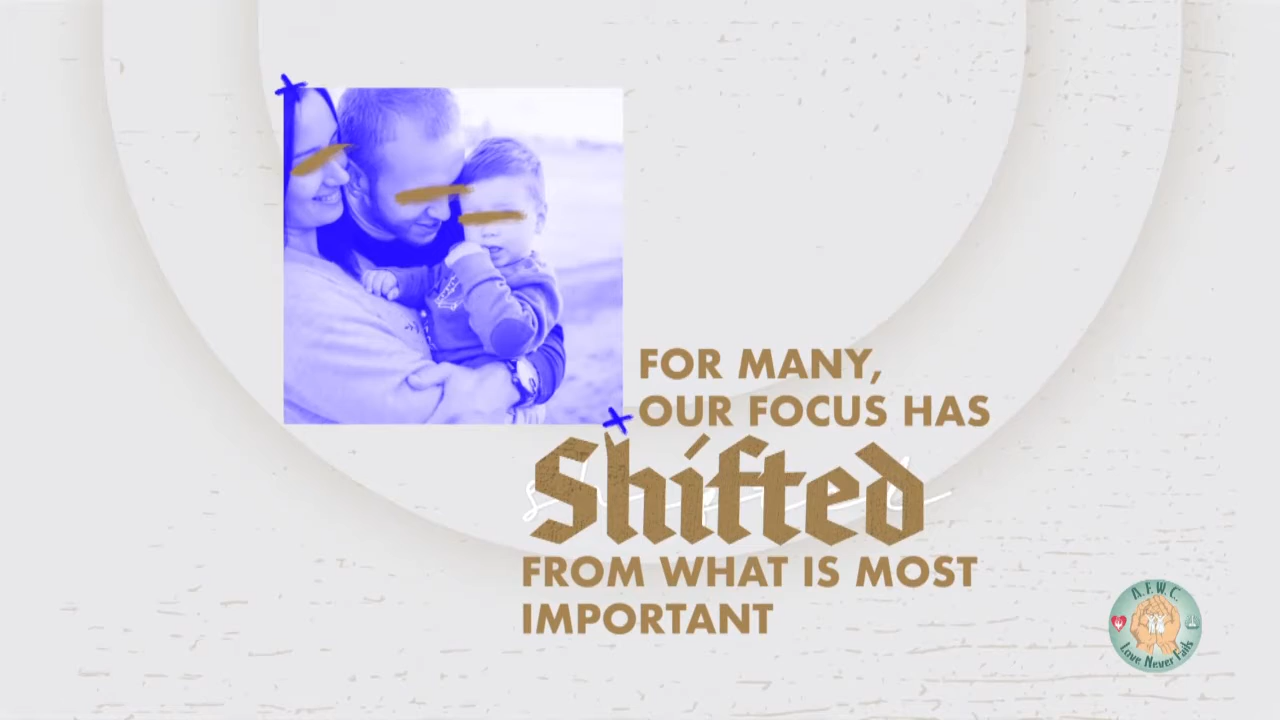 FOR MANY,
OUR FOCUS HAS
Shifted
FROM WHAT IS MOST
IMPORTANT
A.F.W.C.
Love Never Fails